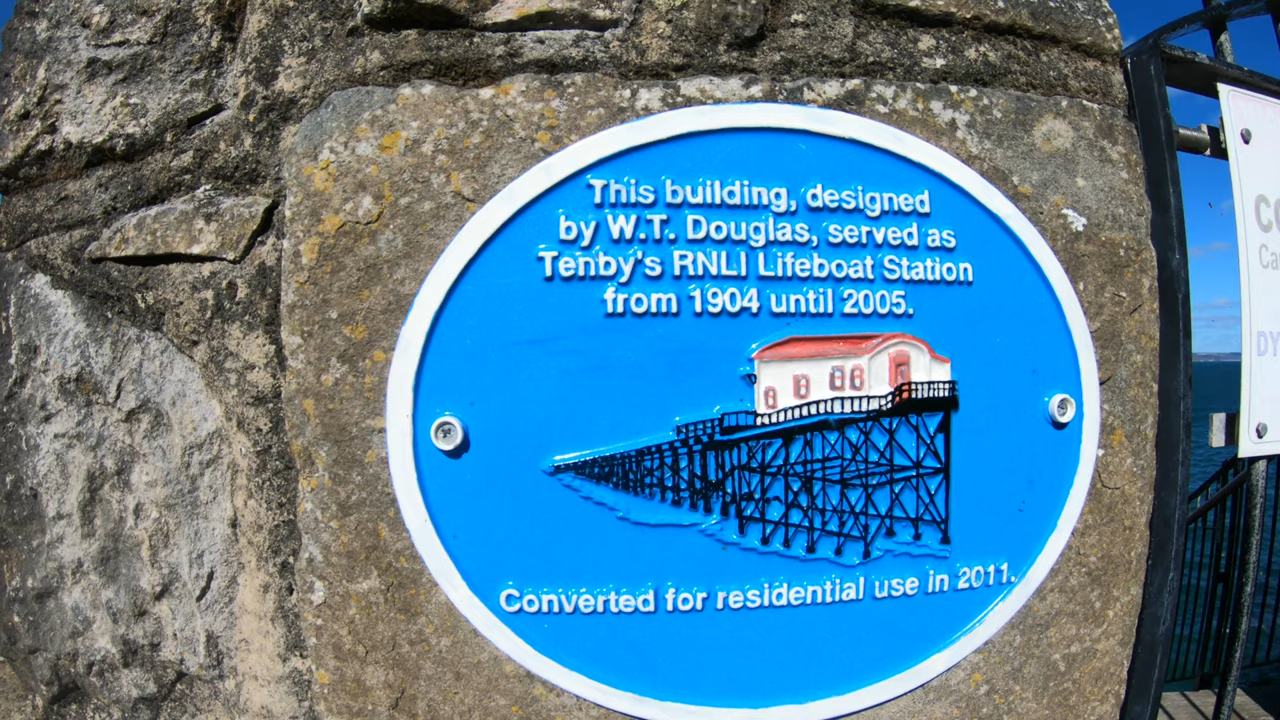 This building, designed
by W.T. Douglas, served as
Tenby's RNLI Lifeboat Station
from 1904 until 2005.
Converted for residential use in 2011.